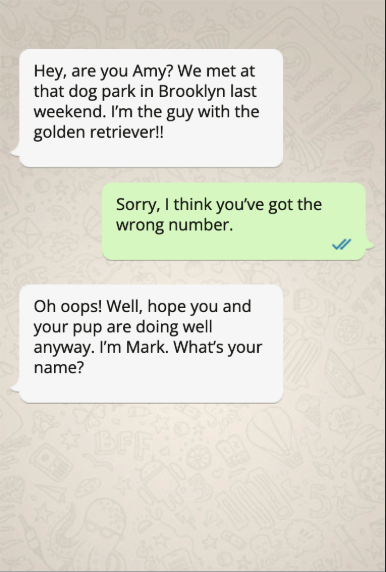 Hey, are you Amy? We met at
that dog park in Brooklyn last
weekend. I’m the guy with the
golden retriever!!
Sorry, I think you’ve got the
wrong number.
Oh oops! Well, hope you and
your pup are doing well
anyway. I’m Mark. What’s your
name?